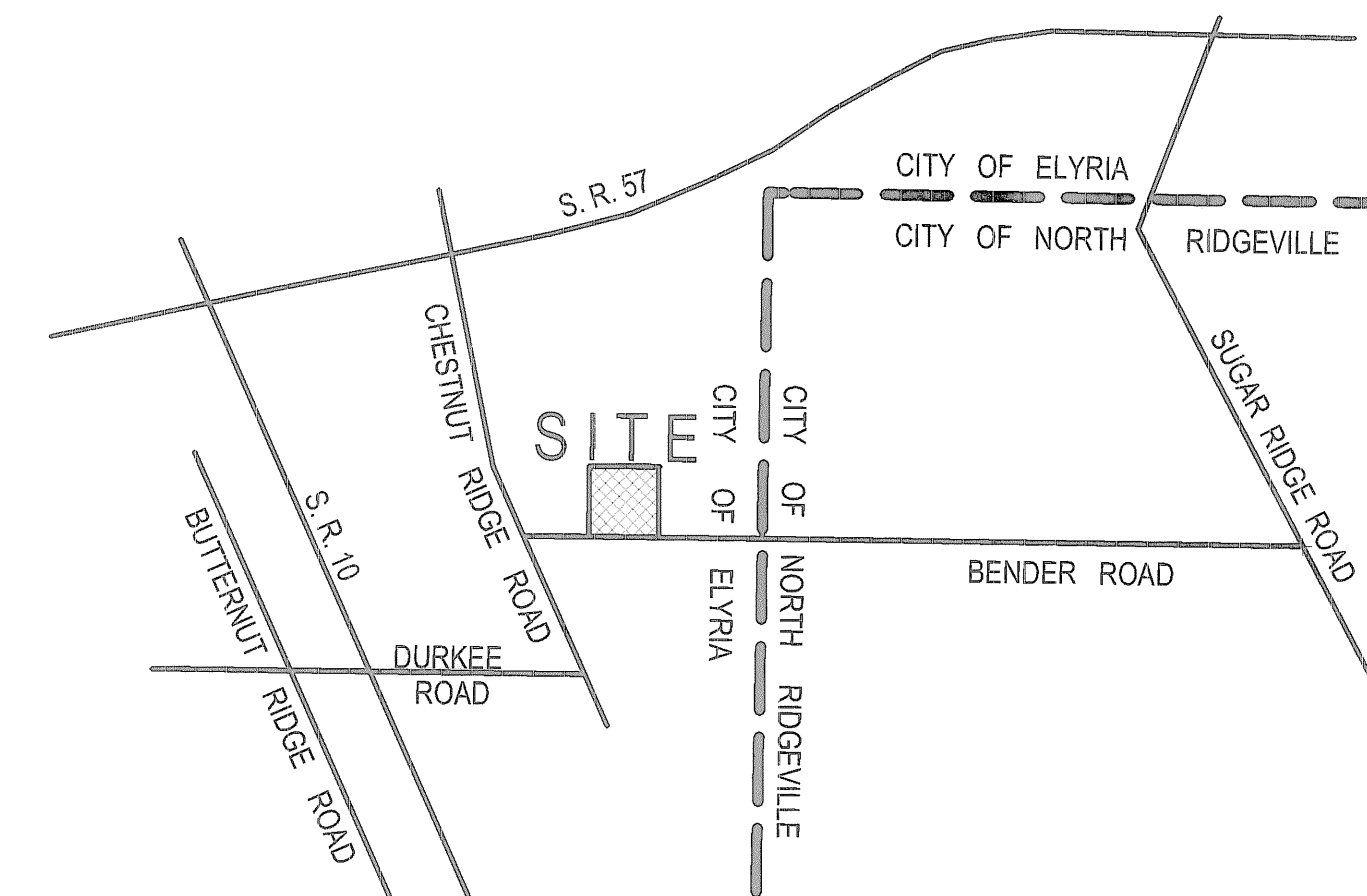 CITY OF ELYRIA
S. R. 57
CITY OF NORTH RIDGEVILLE
CHESTNUT RIDGE ROAD
SUGAR RIDGE ROAD
SITE
CITY OF ELYRIA
CITY OF NORTH RIDGEVILLE
S. R. 10
BUTTERNUT RIDGE ROAD
BENDER ROAD
DURKEE
ROAD